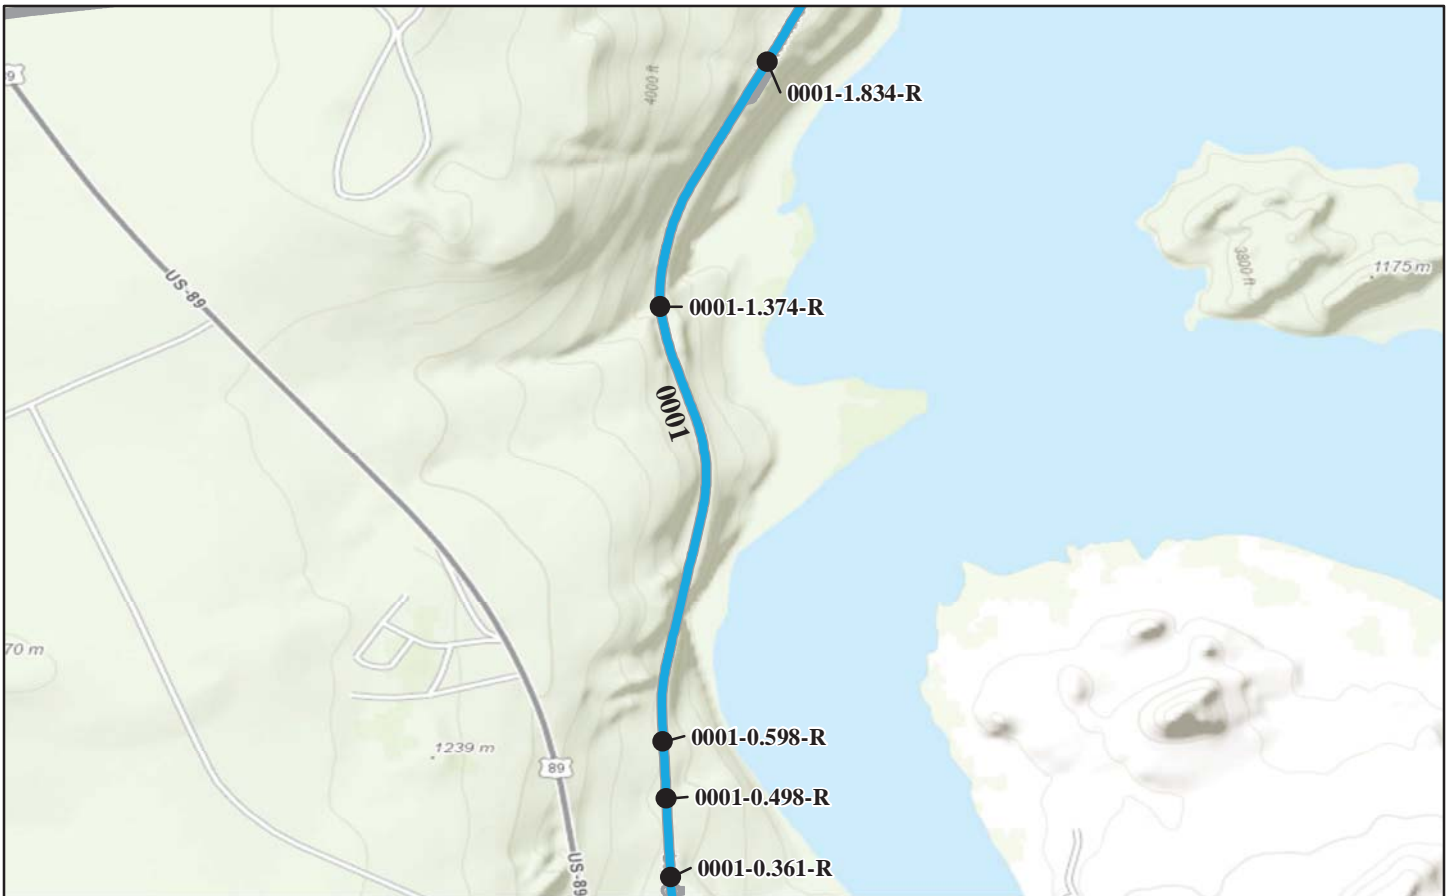 9
4000 ft
0001-1.834-R
3800 ft
1175 m
US-89
0001-1.374-R
0001
70 m
0001-0.598-R
1239 m
89
0001-0.498-R
US-89
0001-0.361-R